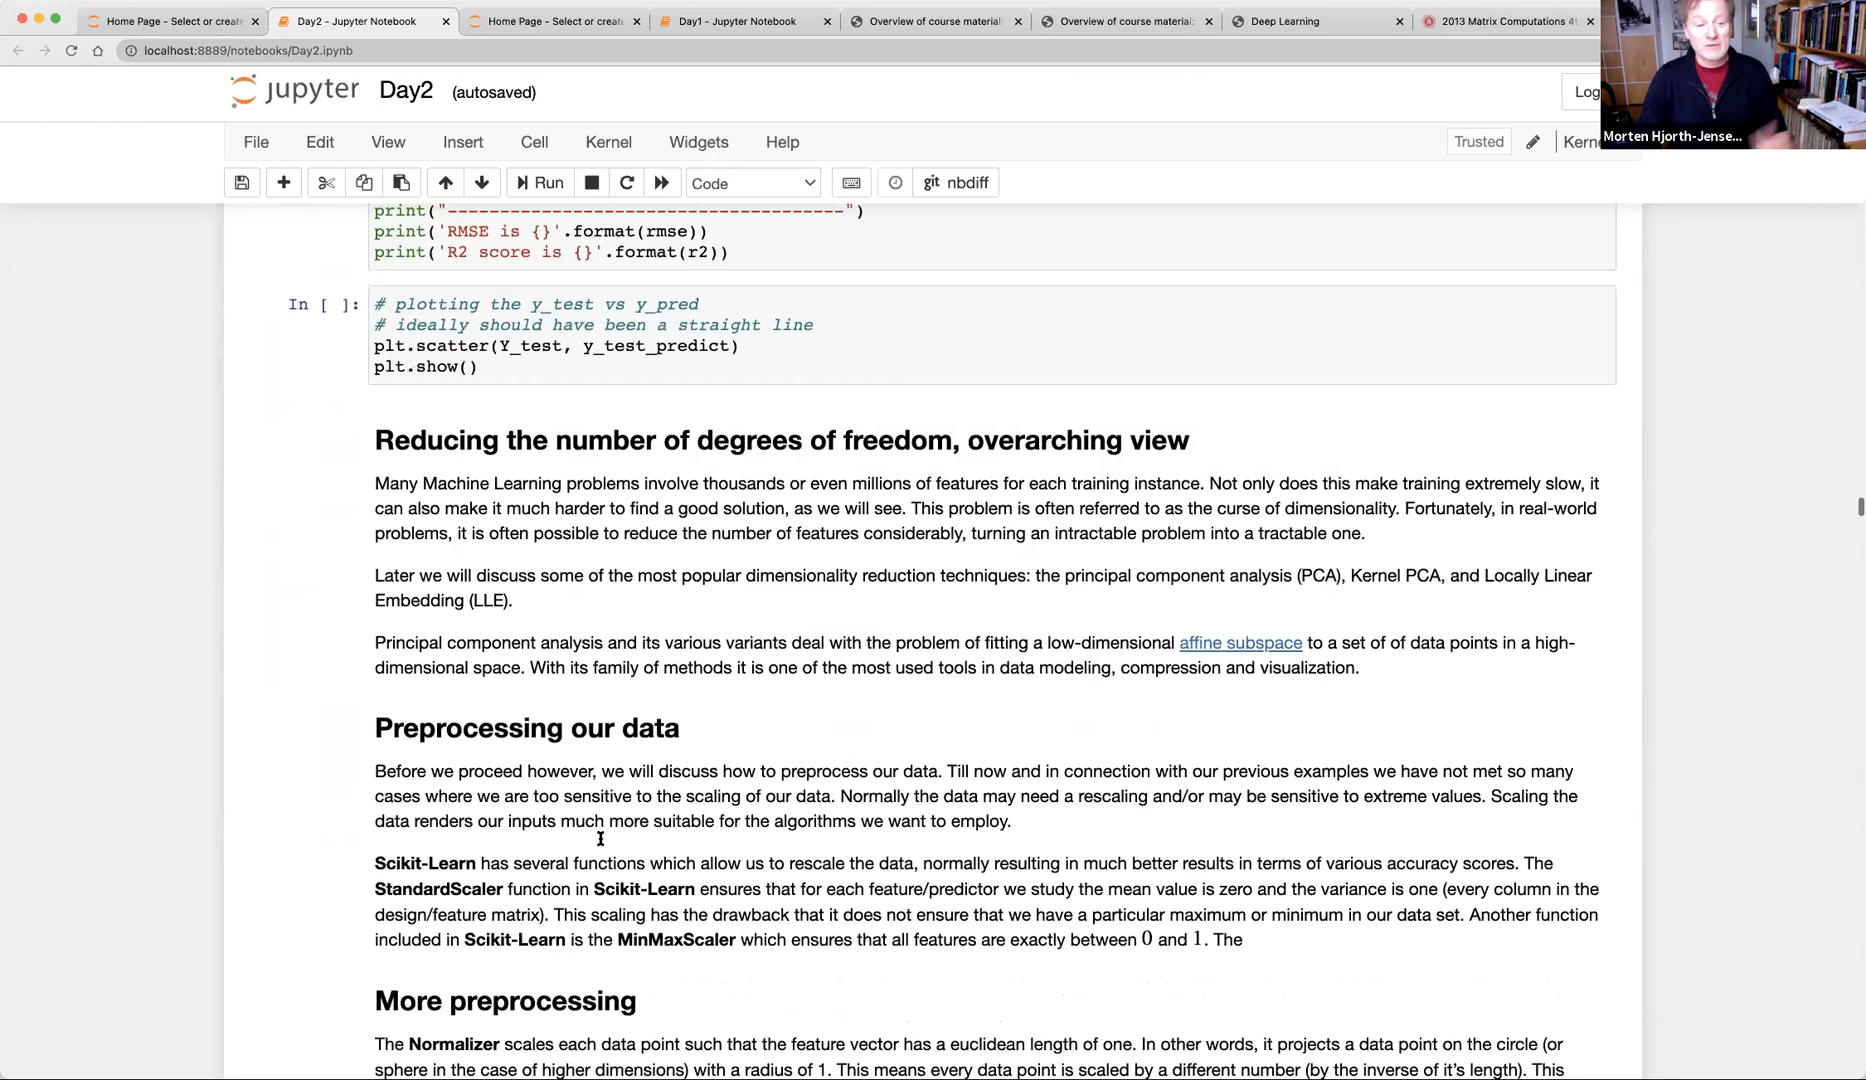 Home Page - Select or create
Day2 - Jupyter Notebook
Home Page - Select or create
Day1 - Jupyter Notebook
Overview of course material:
Overview of course material:
Deep Learning
2013 Matrix Computations 4t
localhost:8889/notebooks/Day2.ipynb
jupyter Day2 (autosaved)
Log
Morten Hjorth-Jense...
File Edit View Insert Cell Kernel Widgets Help
Trusted
Kerne
Run
Code
git nbdiff
print("--------------------------------------")
print('RMSE is {}'.format(rmse))
print('R2 score is {}'.format(r2))
In [ ]:
# plotting the y_test vs y_pred
# ideally should have been a straight line
plt.scatter(Y_test, y_test_predict)
plt.show()
Reducing the number of degrees of freedom, overarching view
Many Machine Learning problems involve thousands or even millions of features for each training instance. Not only does this make training extremely slow, it
can also make it much harder to find a good solution, as we will see. This problem is often referred to as the curse of dimensionality. Fortunately, in real-world
problems, it is often possible to reduce the number of features considerably, turning an intractable problem into a tractable one.
Later we will discuss some of the most popular dimensionality reduction techniques: the principal component analysis (PCA), Kernel PCA, and Locally Linear
Embedding (LLE).
Principal component analysis and its various variants deal with the problem of fitting a low-dimensional affine subspace to a set of of data points in a high-
dimensional space. With its family of methods it is one of the most used tools in data modeling, compression and visualization.
Preprocessing our data
Before we proceed however, we will discuss how to preprocess our data. Till now and in connection with our previous examples we have not met so many
cases where we are too sensitive to the scaling of our data. Normally the data may need a rescaling and/or may be sensitive to extreme values. Scaling the
data renders our inputs much more suitable for the algorithms we want to employ.
Scikit-Learn has several functions which allow us to rescale the data, normally resulting in much better results in terms of various accuracy scores. The
StandardScaler function in Scikit-Learn ensures that for each feature/predictor we study the mean value is zero and the variance is one (every column in the
design/feature matrix). This scaling has the drawback that it does not ensure that we have a particular maximum or minimum in our data set. Another function
included in Scikit-Learn is the MinMaxScaler which ensures that all features are exactly between 0 and 1. The
More preprocessing
The Normalizer scales each data point such that the feature vector has a euclidean length of one. In other words, it projects a data point on the circle (or
sphere in the case of higher dimensions) with a radius of 1. This means every data point is scaled by a different number (by the inverse of it's length). This